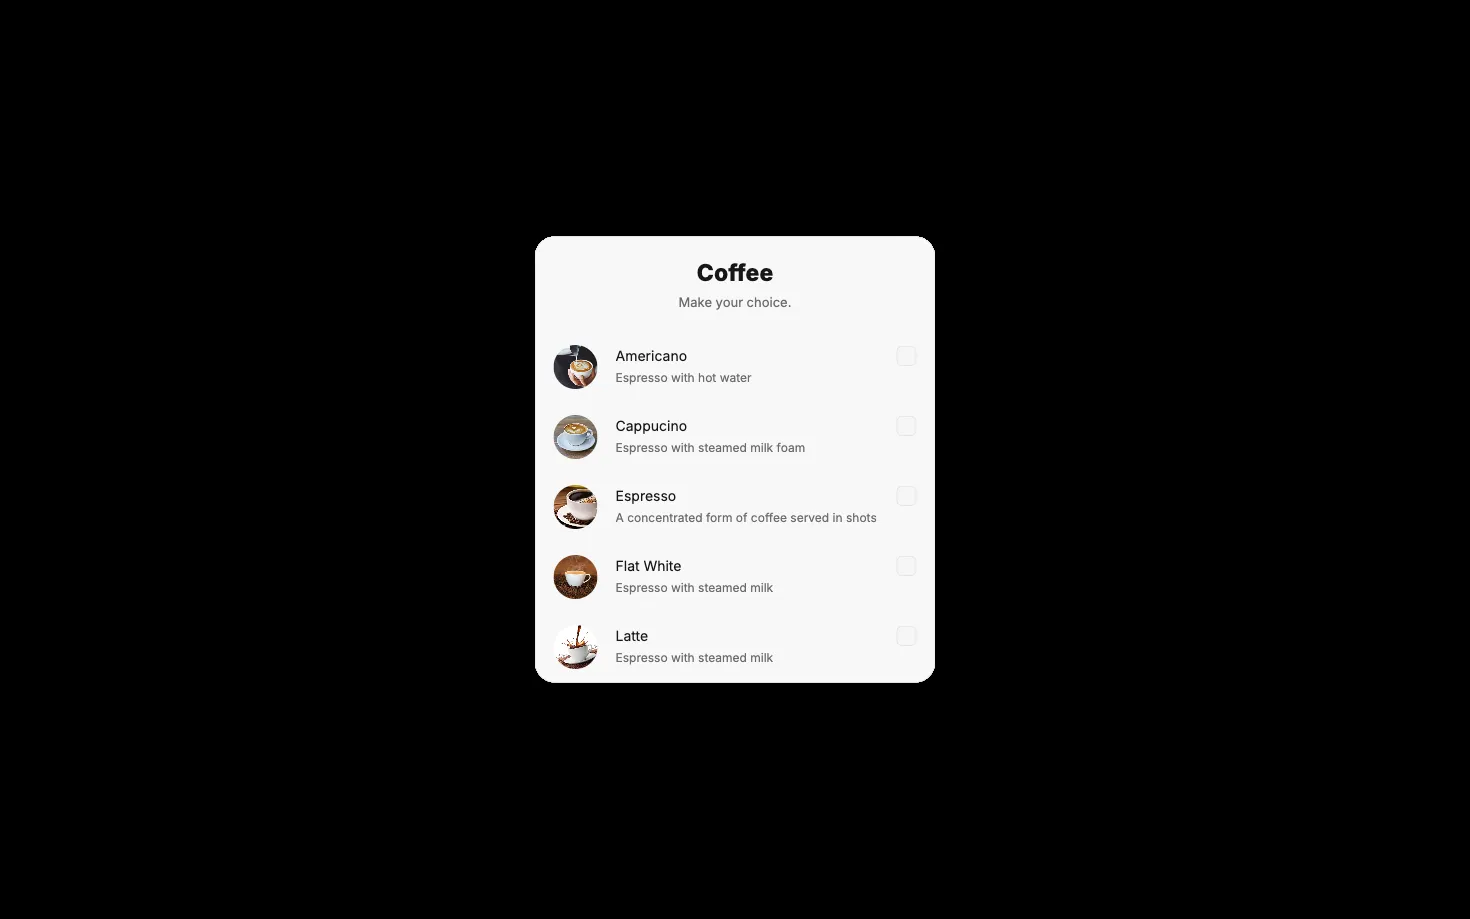 Coffee
Make your choice.
Americano
Espresso with hot water
Cappucino
Espresso with steamed milk foam
Espresso
A concentrated form of coffee served in shots
Flat White
Espresso with steamed milk
Latte
Espresso with steamed milk